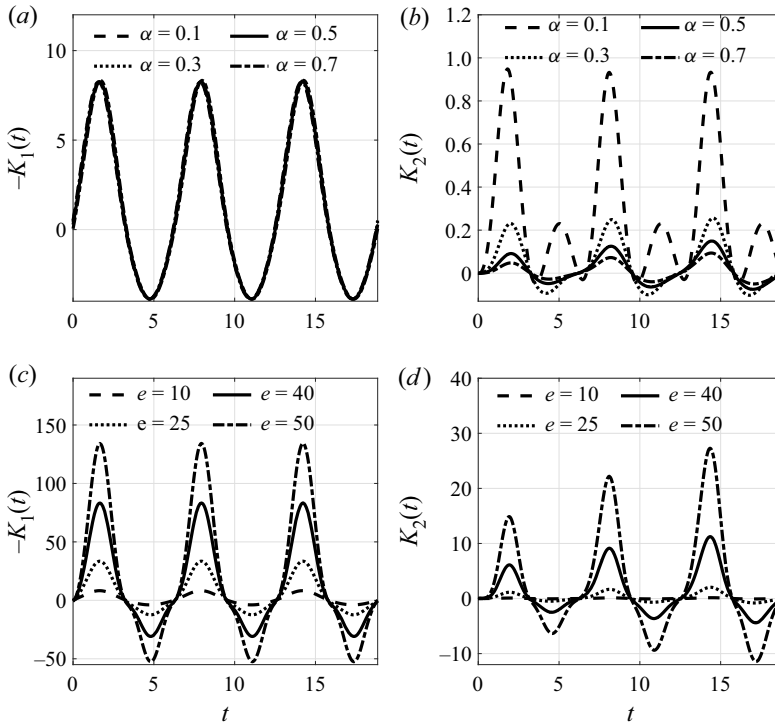 (a)
(b)
α = 0.1 α = 0.5
α = 0.3 α = 0.7
10
5
0
–K1(t)
0 5 10 15
α = 0.1 α = 0.5
α = 0.3 α = 0.7
1.2
1.0
0.8
0.6
0.4
0.2
0
K2(t)
0 5 10 15
(c)
(d)
e = 10 e = 40
e = 25 e = 50
150
100
75
50
25
0
–50
–K1(t)
0 5 10 15
t
e = 10 e = 40
e = 25 e = 50
40
30
20
10
0
–10
K2(t)
0 5 10 15
t